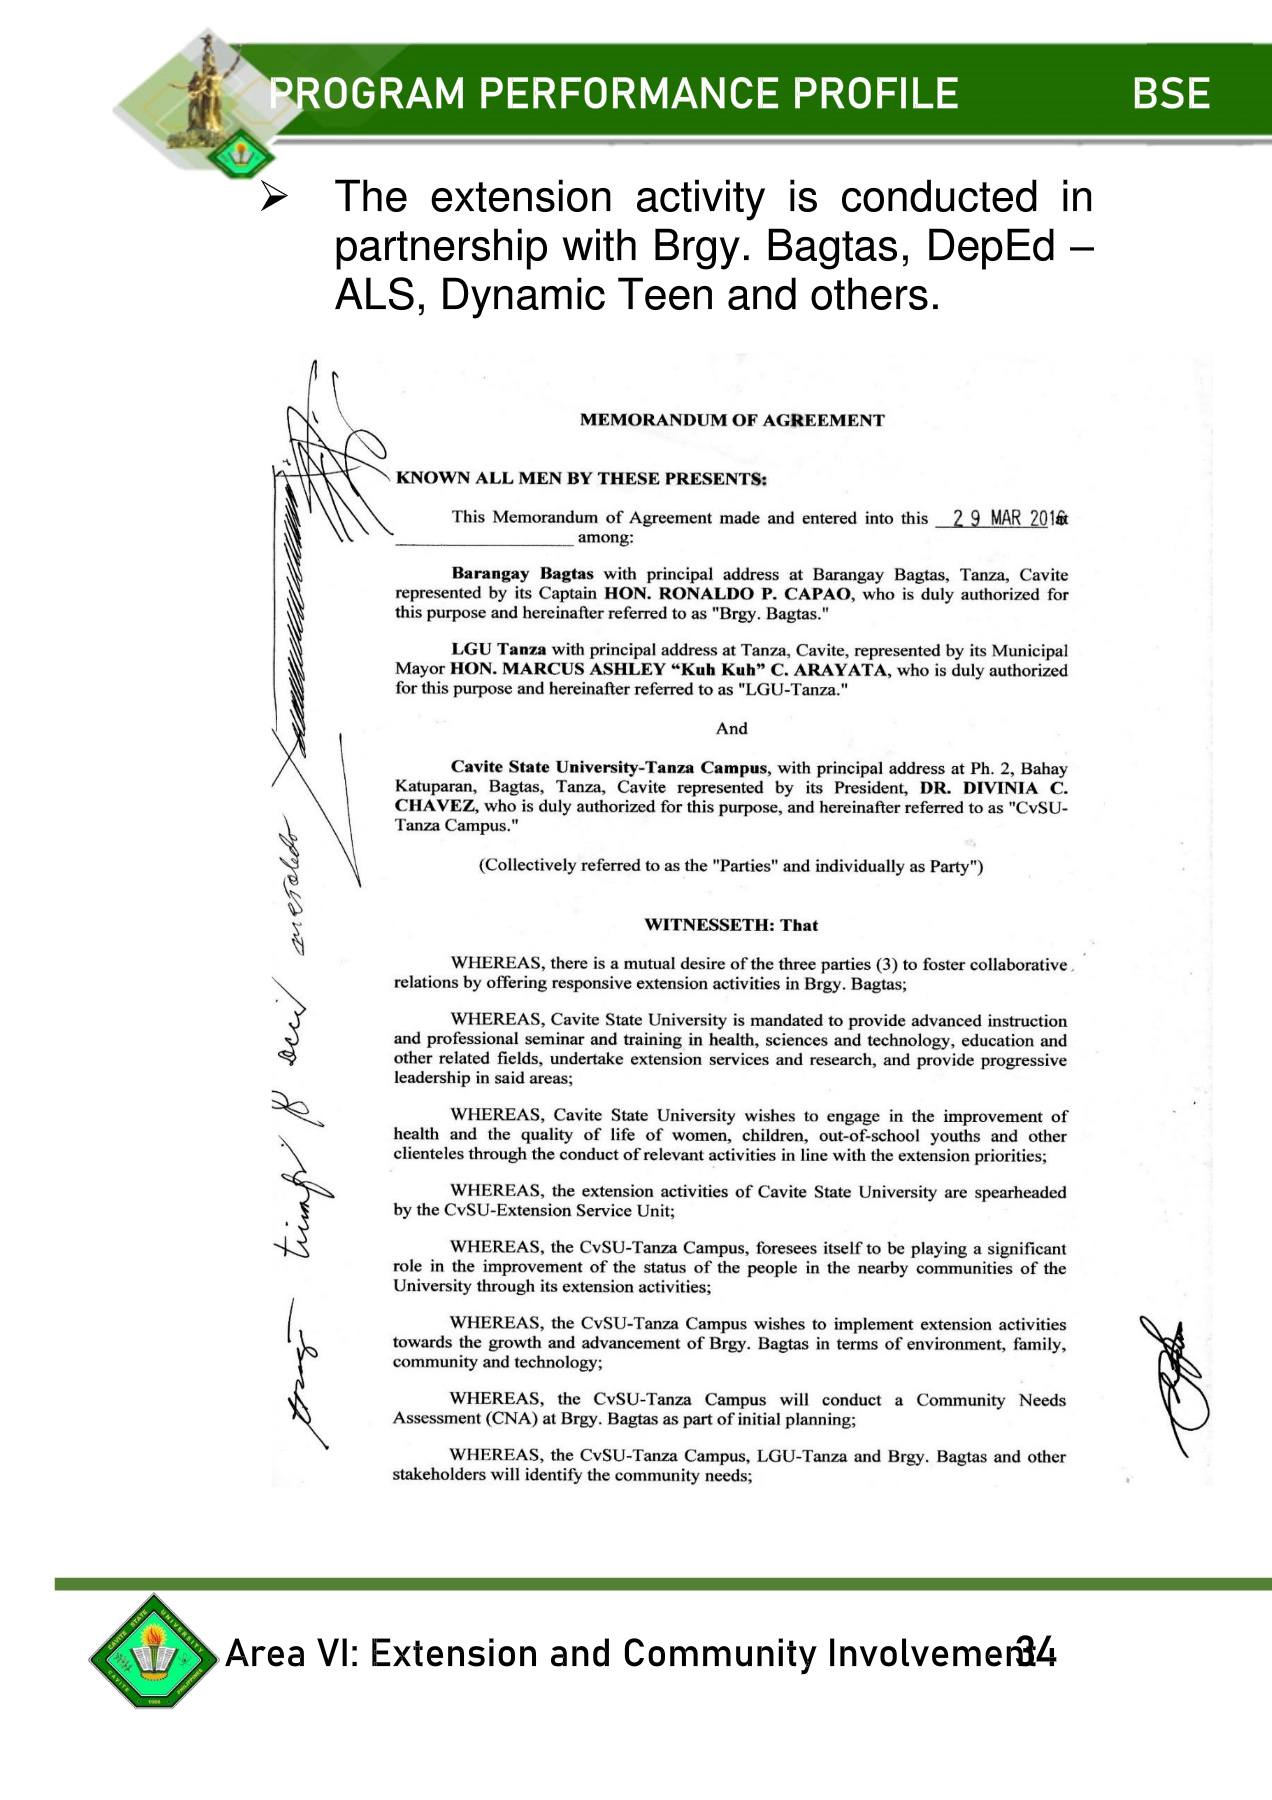 PROGRAM PERFORMANCE PROFILE BSE
➢ The extension activity is conducted in
partnership with Brgy. Bagtas, DepEd –
ALS, Dynamic Teen and others.
MEMORANDUM OF AGREEMENT
KNOWN ALL MEN BY THESE PRESENTS:
This Memorandum of Agreement made and entered into this 29 MAR 2016 at
____________________ among:
Barangay Bagtas with principal address at Barangay Bagtas, Tanza, Cavite
represented by its Captain HON. RONALDO P. CAPAO, who is duly authorized for
this purpose and hereinafter referred to as "Brgy. Bagtas."
LGU Tanza with principal address at Tanza, Cavite, represented by its Municipal
Mayor HON. MARCUS ASHLEY “Kuh Kuh” C. ARAYATA, who is duly authorized
for this purpose and hereinafter referred to as "LGU-Tanza."
And
Cavite State University-Tanza Campus, with principal address at Ph. 2, Bahay
Katuparan, Bagtas, Tanza, Cavite represented by its President, DR. DIVINIA C.
CHAVEZ, who is duly authorized for this purpose, and hereinafter referred to as "CvSU-
Tanza Campus."
(Collectively referred to as the "Parties" and individually as Party")
WITNESSETH: That
WHEREAS, there is a mutual desire of the three parties (3) to foster collaborative
relations by offering responsive extension activities in Brgy. Bagtas;
WHEREAS, Cavite State University is mandated to provide advanced instruction
and professional seminar and training in health, sciences and technology, education and
other related fields, undertake extension services and research, and provide progressive
leadership in said areas;
WHEREAS, Cavite State University wishes to engage in the improvement of
health and the quality of life of women, children, out-of-school youths and other
clienteles through the conduct of relevant activities in line with the extension priorities;
WHEREAS, the extension activities of Cavite State University are spearheaded
by the CvSU-Extension Service Unit;
WHEREAS, the CvSU-Tanza Campus, foresees itself to be playing a significant
role in the improvement of the status of the people in the nearby communities of the
University through its extension activities;
WHEREAS, the CvSU-Tanza Campus wishes to implement extension activities
towards the growth and advancement of Brgy. Bagtas in terms of environment, family,
community and technology;
WHEREAS, the CvSU-Tanza Campus will conduct a Community Needs
Assessment (CNA) at Brgy. Bagtas as part of initial planning;
WHEREAS, the CvSU-Tanza Campus, LGU-Tanza and Brgy. Bagtas and other
stakeholders will identify the community needs;
CAVITE STATE UNIVERSITY
CAVITE PHILIPPINES
1906
Area VI: Extension and Community Involvement 34